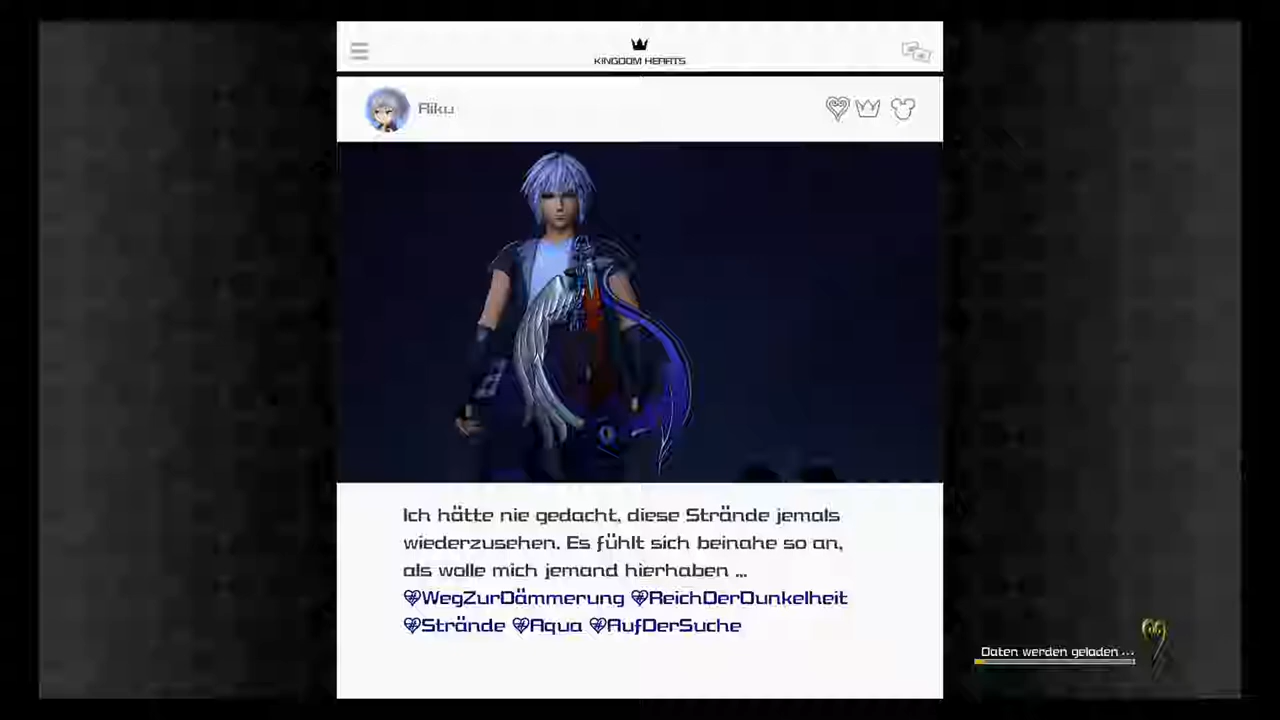 KINGDOM HEARTS
Riku
Ich hätte nie gedacht, diese Strände jemals
wiederzusehen. Es fühlt sich beinahe so an,
als wolle mich jemand hierhaben ...
WegZurDämmerung ReichDerDunkelheit
Strände Aqua AufDerSuche
Daten werden geladen ...